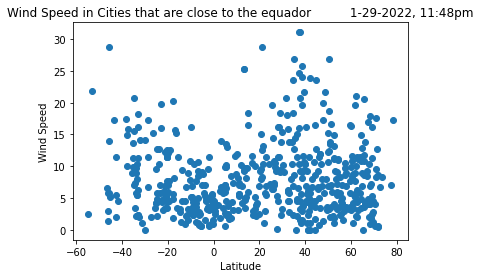 Wind Speed in Cities that are close to the equador 1-29-2022, 11:48pm
30
25
20
15
10
5
0
Wind Speed
−60 −40 −20 0 20 40 60 80
Latitude